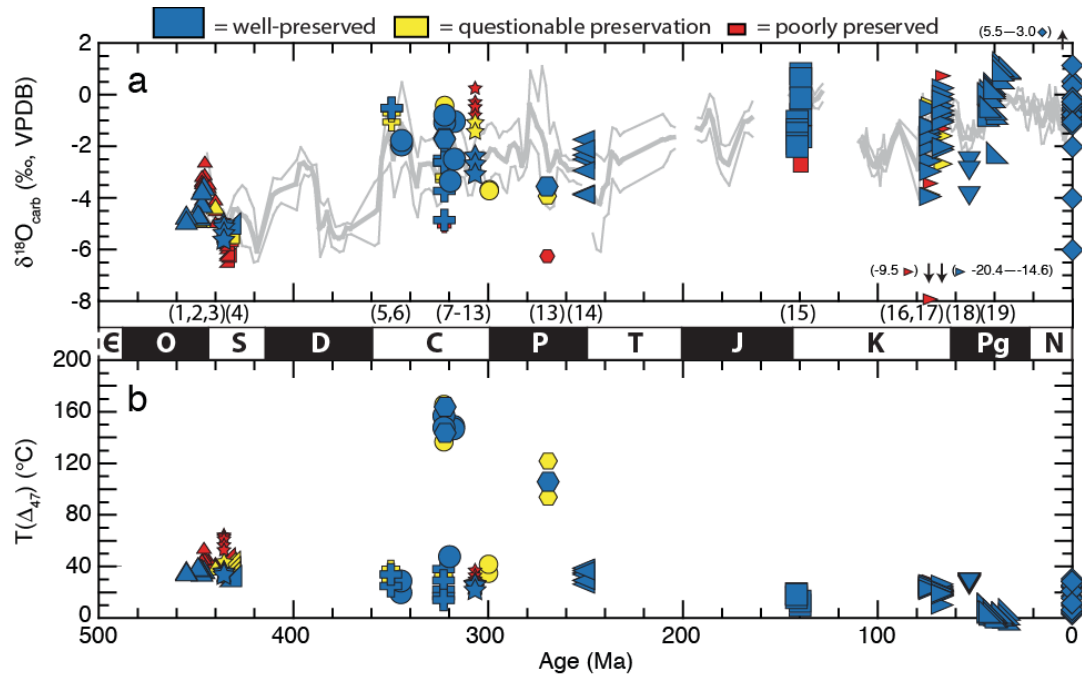 = well-preserved = questionable preservation = poorly preserved
a
(5.5—3.0 )
2
0
-2
-4
-6
-8
δ18Ocarb (‰, VPDB)
(-9.5 ) ( -20.4—-14.6)
(1,2,3)(4) (5,6) (7-13) (13)(14) (15) (16,17)(18)(19)
Є O S D C P T J K Pg N
b
200
160
120
80
40
0
T(Δ47) (°C)
500 400 300 200 100 0
Age (Ma)